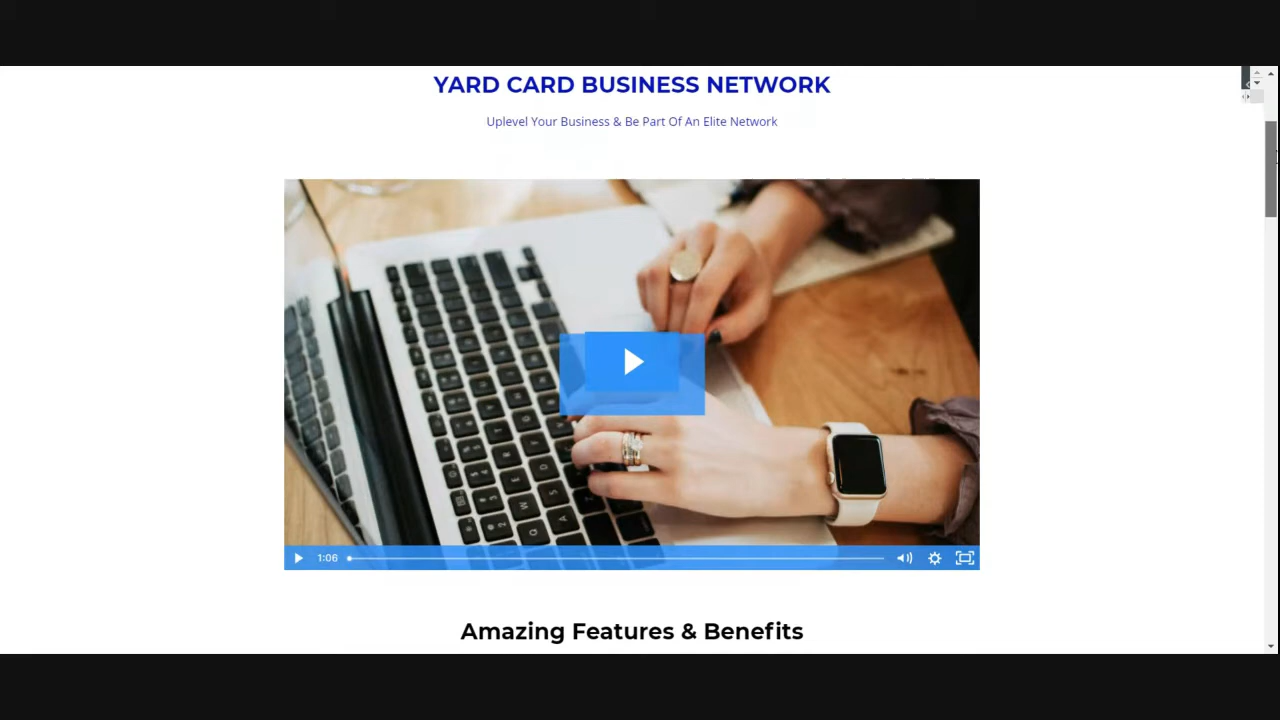 YARD CARD BUSINESS NETWORK
Uplevel Your Business & Be Part Of An Elite Network
1:06
Amazing Features & Benefits